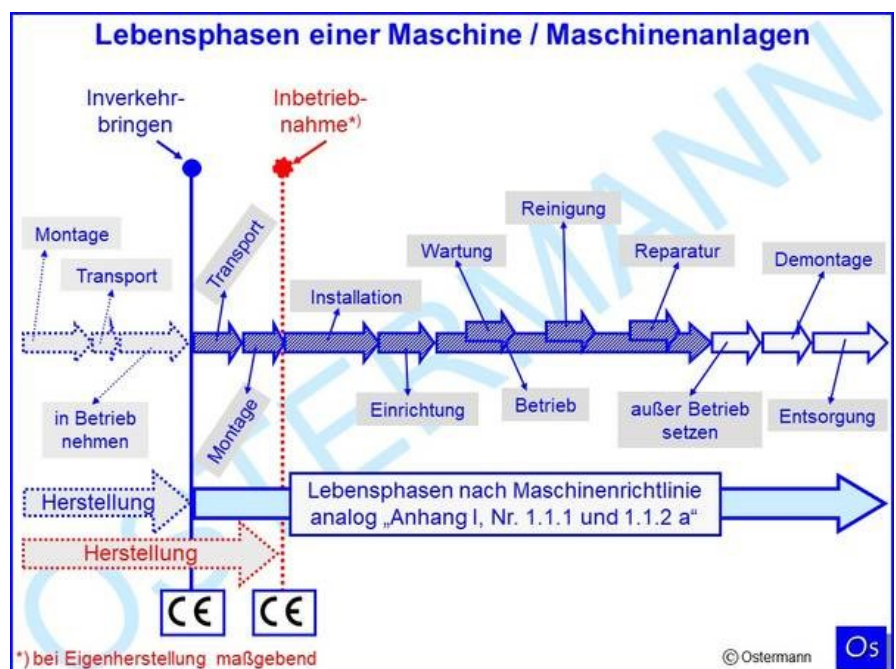 Lebensphasen einer Maschine / Maschinenanlagen
Inverkehr-
bringen
Inbetrieb-
nahme*)
Montage
Transport
Transport
Installation
Wartung
Reinigung
Reparatur
Demontage
in Betrieb
nehmen
Montage
Einrichtung
Betrieb
außer Betrieb
setzen
Entsorgung
Herstellung
Lebensphasen nach Maschinenrichtlinie
analog „Anhang I, Nr. 1.1.1 und 1.1.2 a“
Herstellung
CE
CE
*) bei Eigenherstellung maßgebend
© Ostermann
Os
OSTERMANN